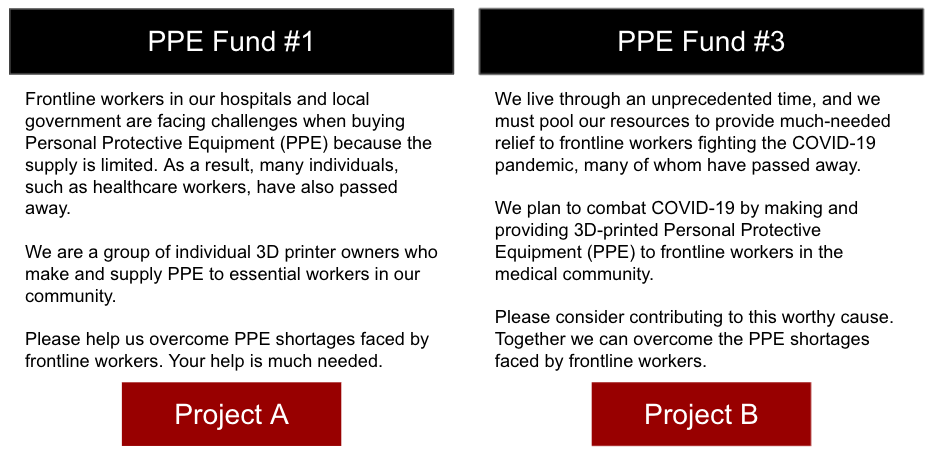 PPE Fund #1
Frontline workers in our hospitals and local
government are facing challenges when buying
Personal Protective Equipment (PPE) because the
supply is limited. As a result, many individuals,
such as healthcare workers, have also passed
away.
We are a group of individual 3D printer owners who
make and supply PPE to essential workers in our
community.
Please help us overcome PPE shortages faced by
frontline workers. Your help is much needed.
Project A
PPE Fund #3
We live through an unprecedented time, and we
must pool our resources to provide much-needed
relief to frontline workers fighting the COVID-19
pandemic, many of whom have passed away.
We plan to combat COVID-19 by making and
providing 3D-printed Personal Protective
Equipment (PPE) to frontline workers in the
medical community.
Please consider contributing to this worthy cause.
Together we can overcome the PPE shortages
faced by frontline workers.
Project B